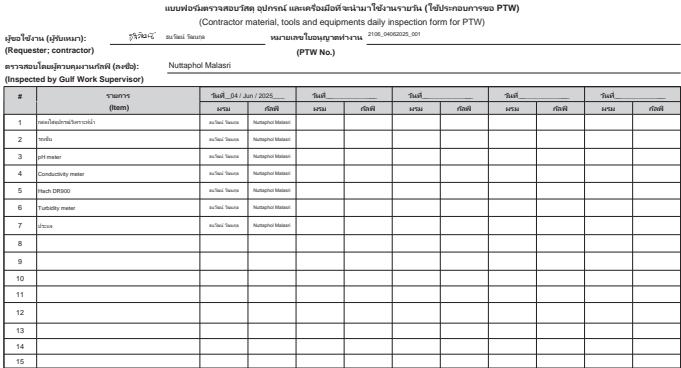 แบบฟอร์มตรวจสอบวัสดุ อุปกรณ์ และเครื่องมือที่จะนำมาใช้งานรายวัน (ใช้ประกอบการขอ PTW)
(Contractor material, tools and equipments daily inspection form for PTW)
ผู้ขอใช้งาน (ผู้รับเหมา): หมายเลขใบอนุญาตทำงาน 2106_04062025_001
(Requester; contractor) (PTW No.)
ตรวจสอบโดยผู้ควบคุมงานกัลฟ์ (ลงชื่อ): Nuttaphol Malasri
(Inspected by Gulf Work Supervisor)
# รายการ วันที่__04 / Jun / 2025___ วันที่____________ วันที่____________ วันที่____________ วันที่____________
(Item) ผรม กัลฟ์ ผรม กัลฟ์ ผรม กัลฟ์ ผรม กัลฟ์ ผรม กัลฟ์
1 Nuttaphol Malasri
2 Nuttaphol Malasri
3 pH meter Nuttaphol Malasri
4 Conductivity meter Nuttaphol Malasri
5 Hach DR900 Nuttaphol Malasri
6 Turbidity meter Nuttaphol Malasri
7 Nuttaphol Malasri
8
9
10
11
12
13
14
15